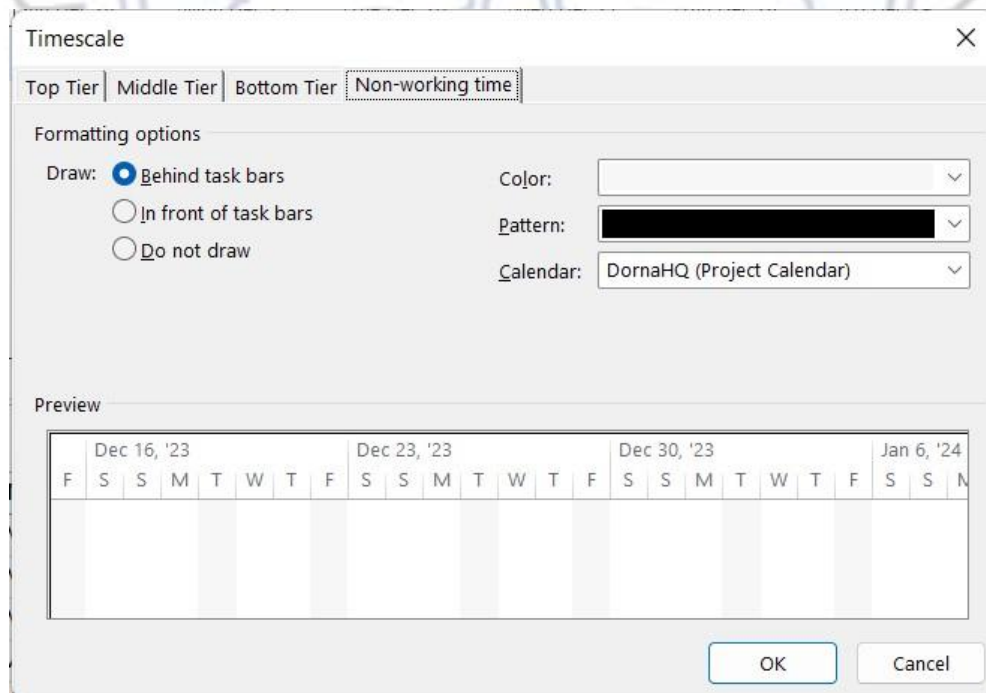 Timescale
Top Tier Middle Tier Bottom Tier Non-working time
Formatting options
Draw: Behind task bars Color:
In front of task bars Pattern:
Do not draw Calendar: DornaHQ (Project Calendar)
Preview
Dec 16, '23 Dec 23, '23 Dec 30, '23 Jan 6, '24
F S S M T W T F S S M T W T F S S M T W T F S S M
OK Cancel